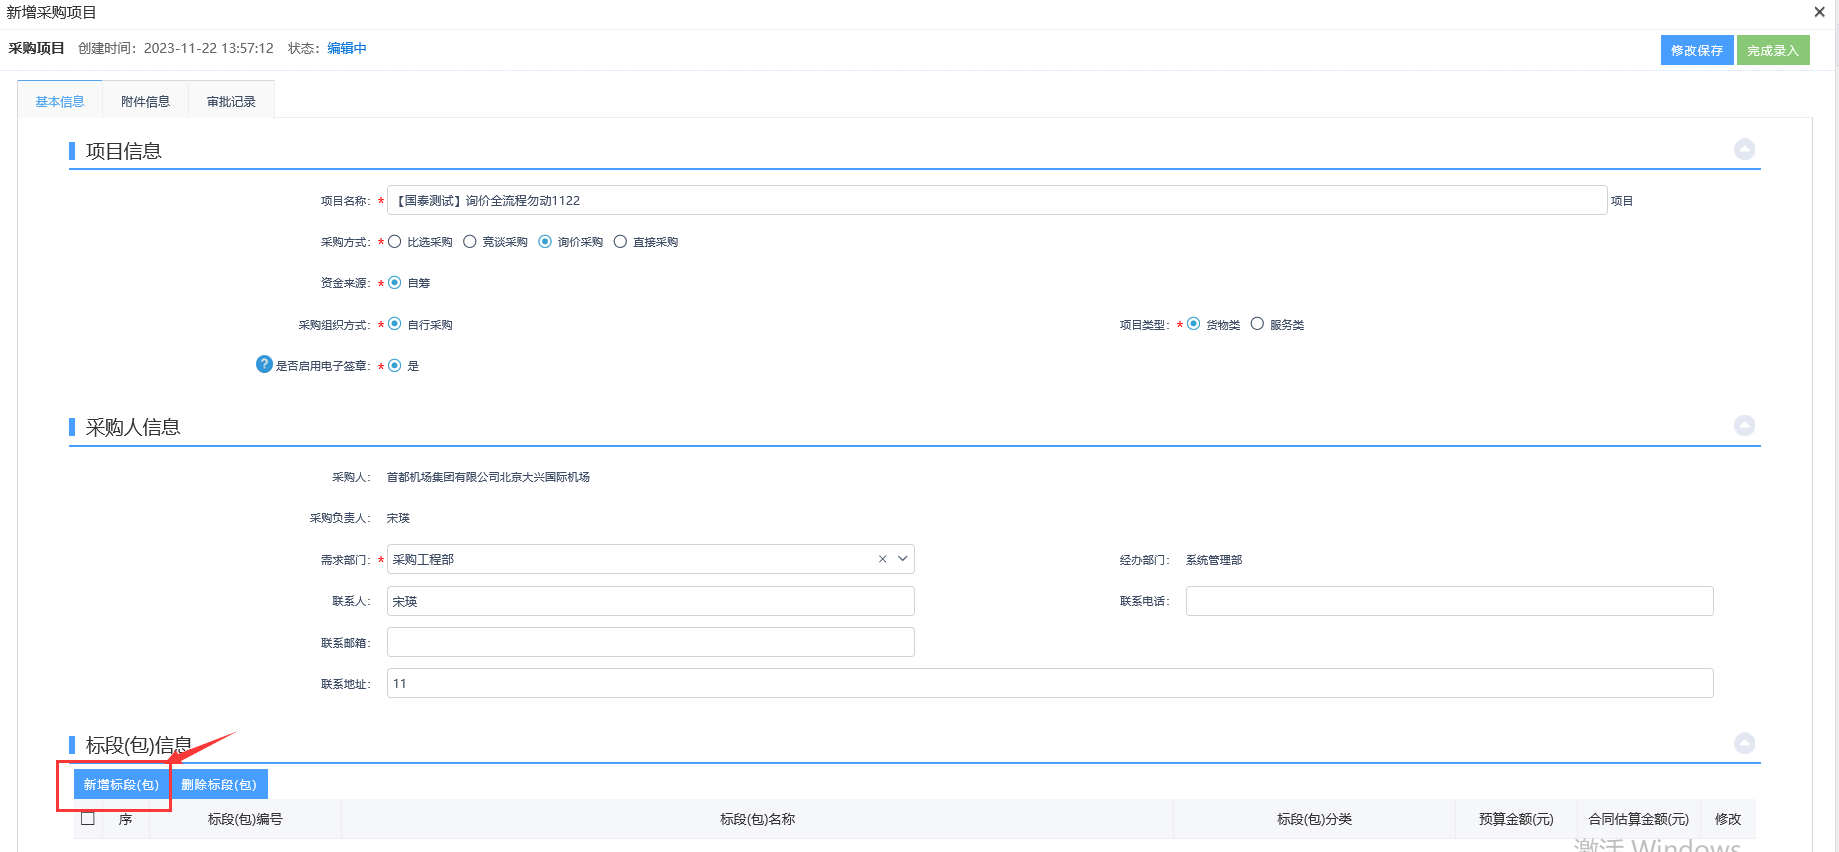 新增采购项目
采购项目 创建时间：2023-11-22 13:57:12 状态：编辑中
修改保存 完成录入
基本信息 附件信息 审批记录
项目信息
项目名称：* 【国泰测试】询价全流程勿动1122 项目
采购方式：* 比选采购 竞谈采购 询价采购 直接采购
资金来源：* 自筹
采购组织方式：* 自行采购 项目类型：* 货物类 服务类
? 是否启用电子签章：* 是
采购人信息
采购人： 首都机场集团有限公司北京大兴国际机场
采购负责人： 宋瑛
需求部门：* 采购工程部 经办部门： 系统管理部
联系人： 宋瑛 联系电话：
联系邮箱：
联系地址： 11
标段(包)信息
新增标段(包) 删除标段(包)
序 标段(包)编号 标段(包)名称 标段(包)分类 预算金额(元) 合同估算金额(元) 修改
激活 Windows